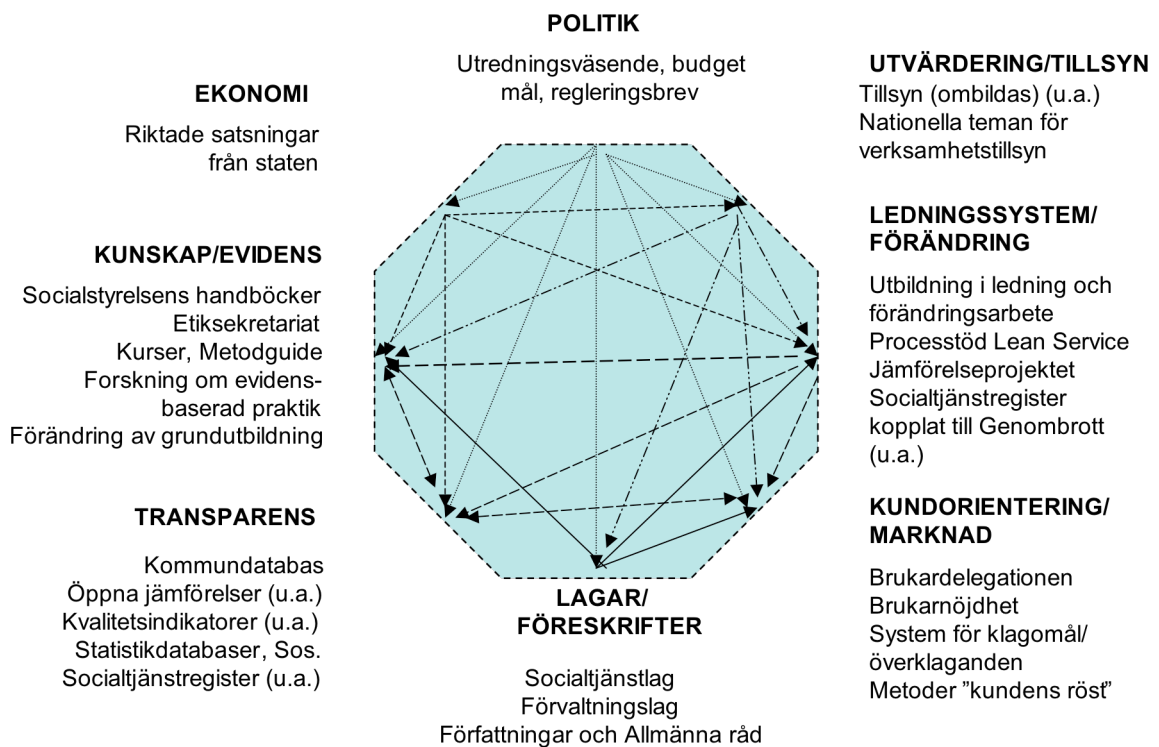 POLITIK
Utredningsväsende, budget
mål, regleringsbrev
EKONOMI
Riktade satsningar
från staten
UTVÄRDERING/TILLSYN
Tillsyn (ombildas) (u.a.)
Nationella teman för
verksamhetstillsyn
KUNSKAP/EVIDENS
Socialstyrelsens handböcker
Etiksekretariat
Kurser, Metodguide
Forskning om evidens-
baserad praktik
Förändring av grundutbildning
LEDNINGSSYSTEM/
FÖRÄNDRING
Utbildning i ledning och
förändringsarbete
Processtöd Lean Service
Jämförelseprojektet
Socialtjänstregister
kopplat till Genombrott
(u.a.)
TRANSPARENS
Kommundatabas
Öppna jämförelser (u.a.)
Kvalitetsindikatorer (u.a.)
Statistikdatabaser, Sos.
Socialtjänstregister (u.a.)
LAGAR/
FÖRESKRIFTER
Socialtjänstlag
Förvaltningslag
Författningar och Allmänna råd
KUNDORIENTERING/
MARKNAD
Brukardelegationen
Brukarnöjdhet
System för klagomål/
överklaganden
Metoder ”kundens röst”